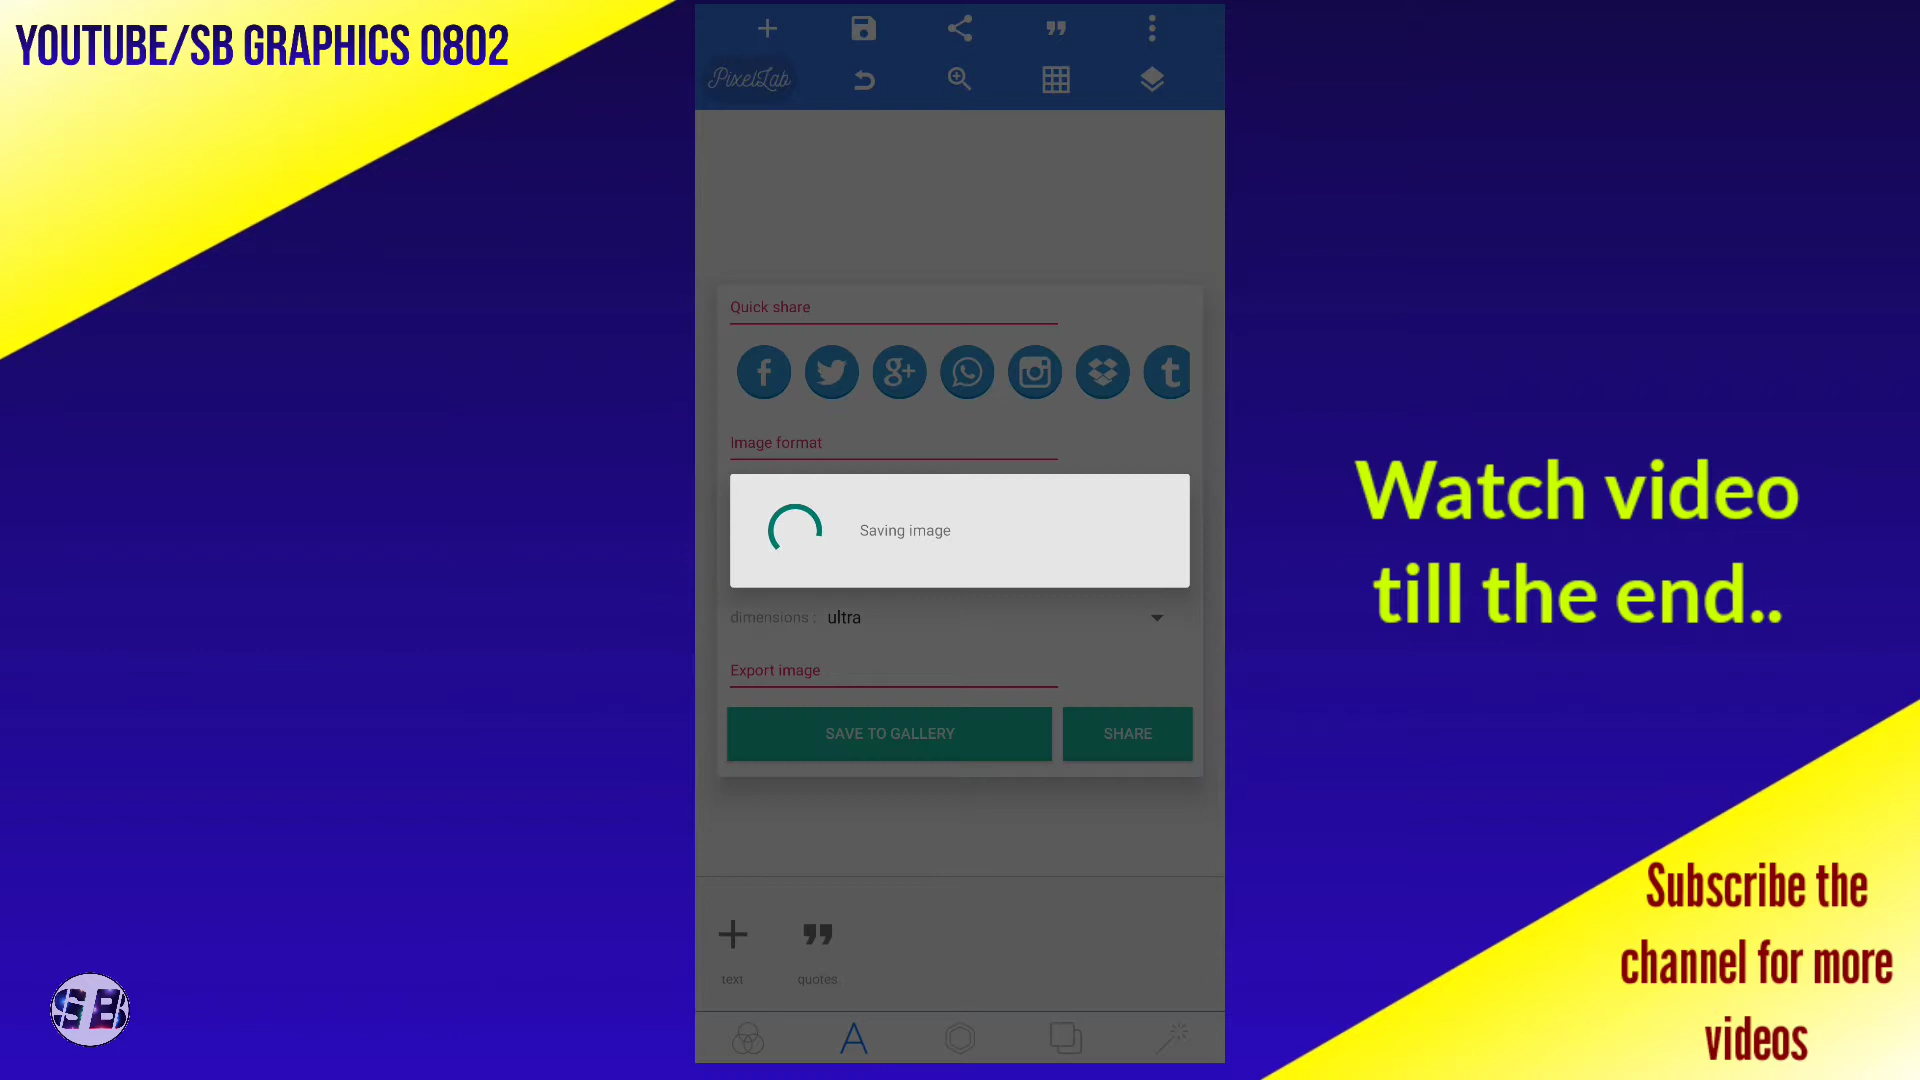 YOUTUBE/SB GRAPHICS 0802
PixelLab
Quick share
Image format
Saving image
dimensions : ultra
Export image
SAVE TO GALLERY
SHARE
text
quotes
Watch video
till the end..
Subscribe the
channel for more
videos
SB